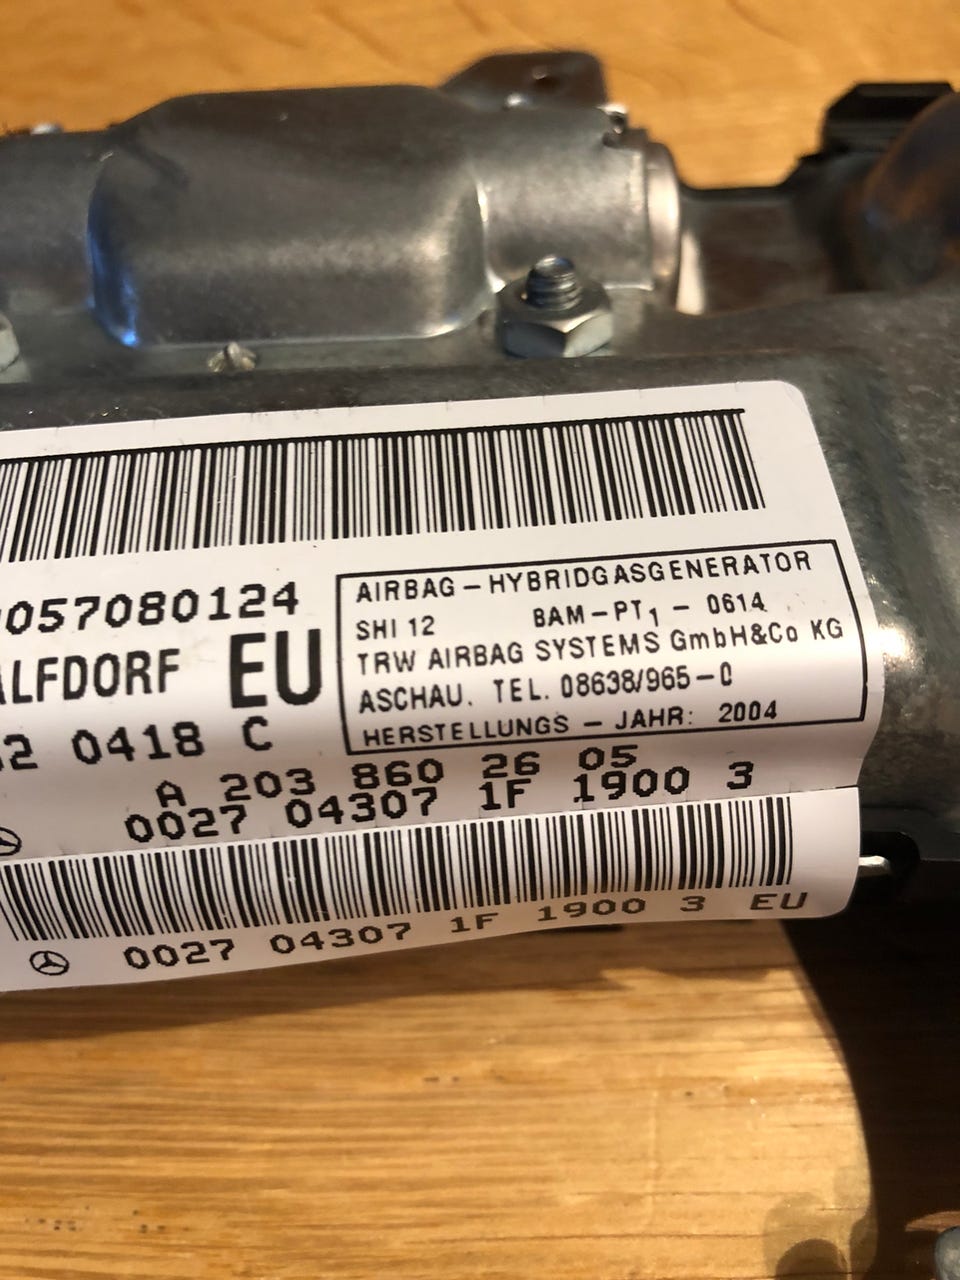 057080124
ALFDORF EU
2 0418 C
AIRBAG - HYBRIDGASGENERATOR
SHI 12 BAM-PT1 - 0614
TRW AIRBAG SYSTEMS GmbH&Co KG
ASCHAU. TEL. 08638/965-0
HERSTELLUNGS - JAHR: 2004
A 203 860 26 05
0027 04307 1F 1900 3
0027 04307 1F 1900 3 EU